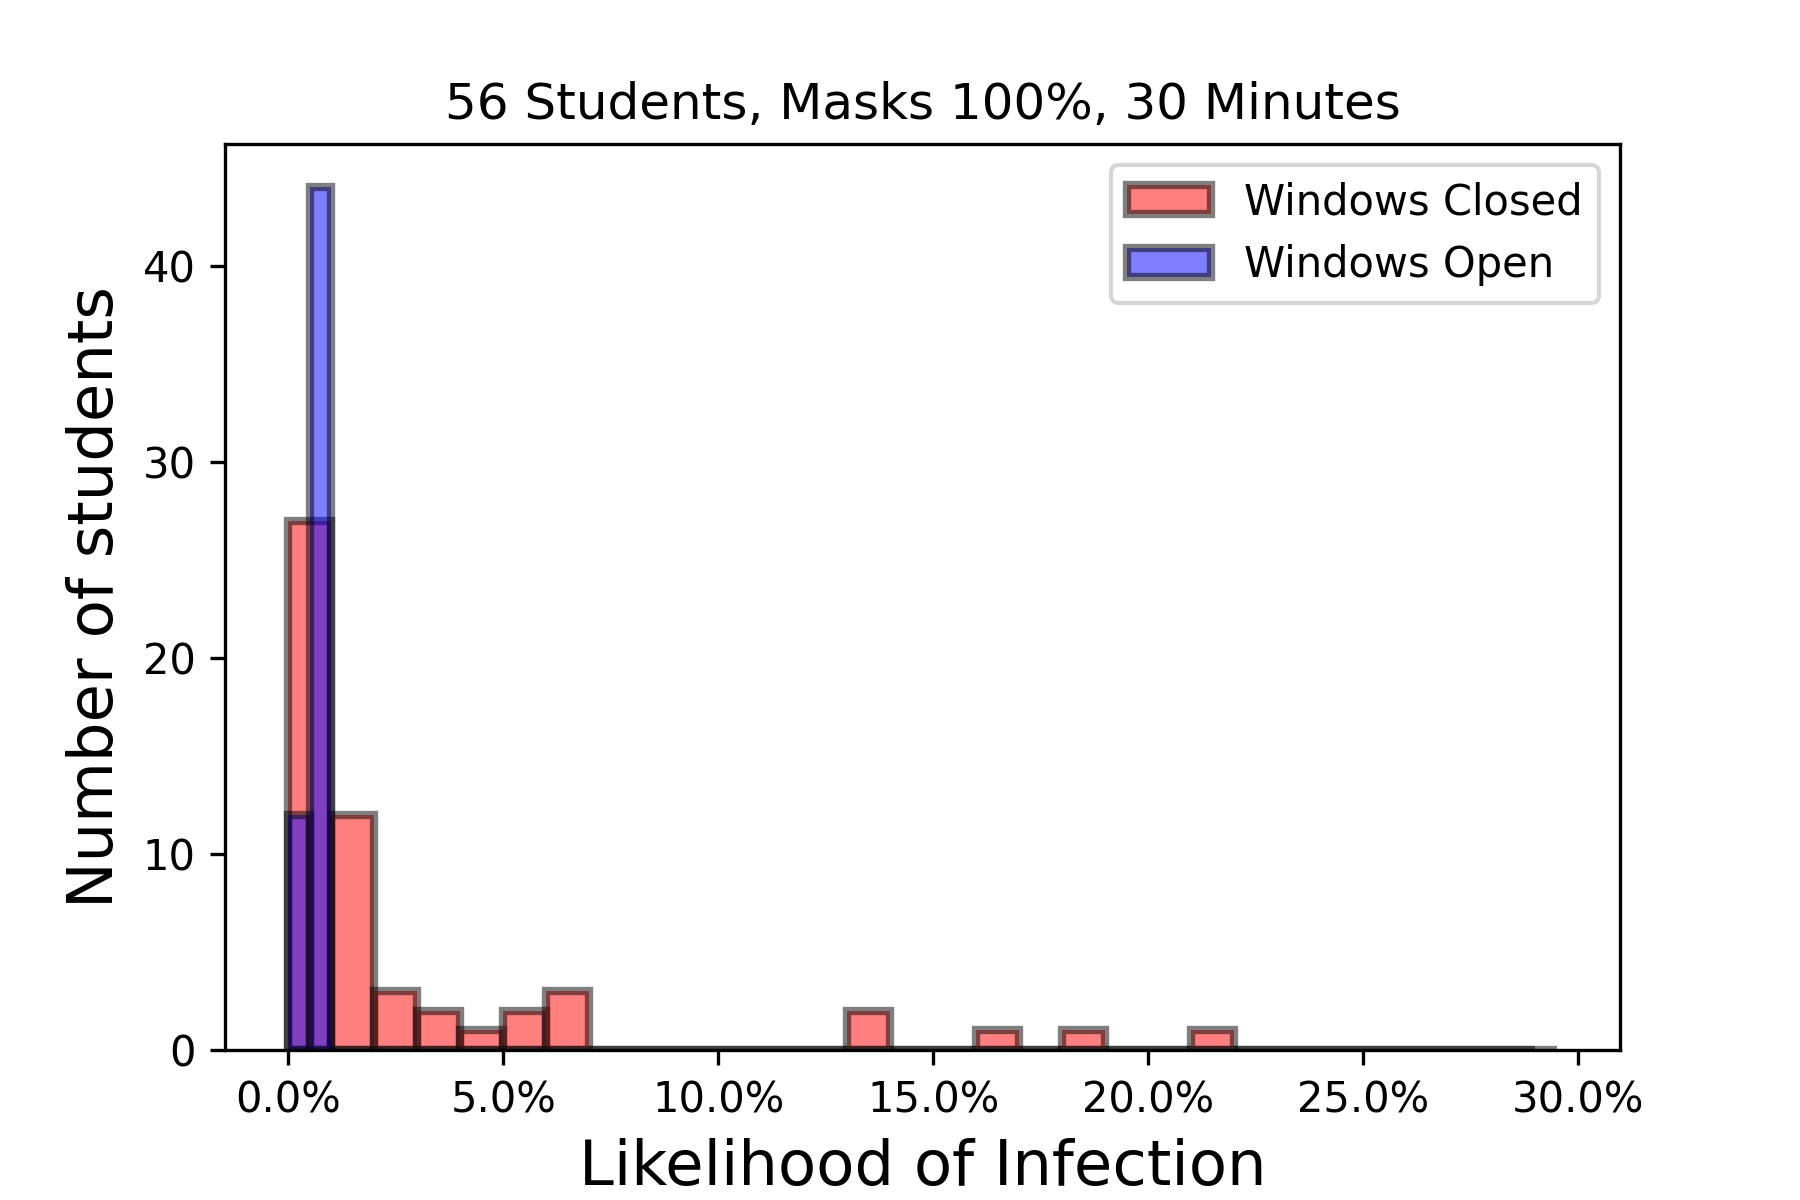 56 Students, Masks 100%, 30 Minutes
Windows Closed
Windows Open
Number of students
40
30
20
10
0
0.0% 5.0% 10.0% 15.0% 20.0% 25.0% 30.0%
Likelihood of Infection